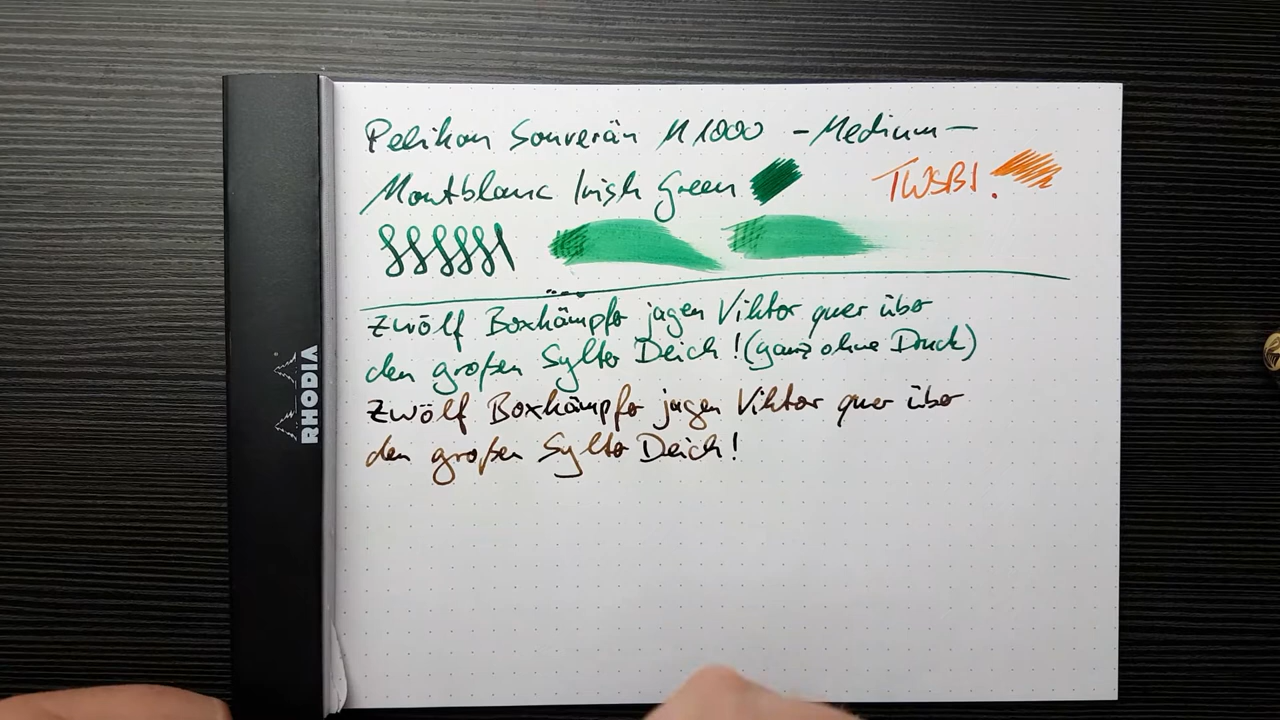 Pelikan Souverän M1000 - Medium -
Montblanc Irish Green
TWSBI.
Zwölf Boxkämpfer jagen Viktor quer über
den großen Sylter Deich! (ganz ohne Druck)
Zwölf Boxkämpfer jagen Viktor quer über
den großen Sylter Deich!
RHODIA